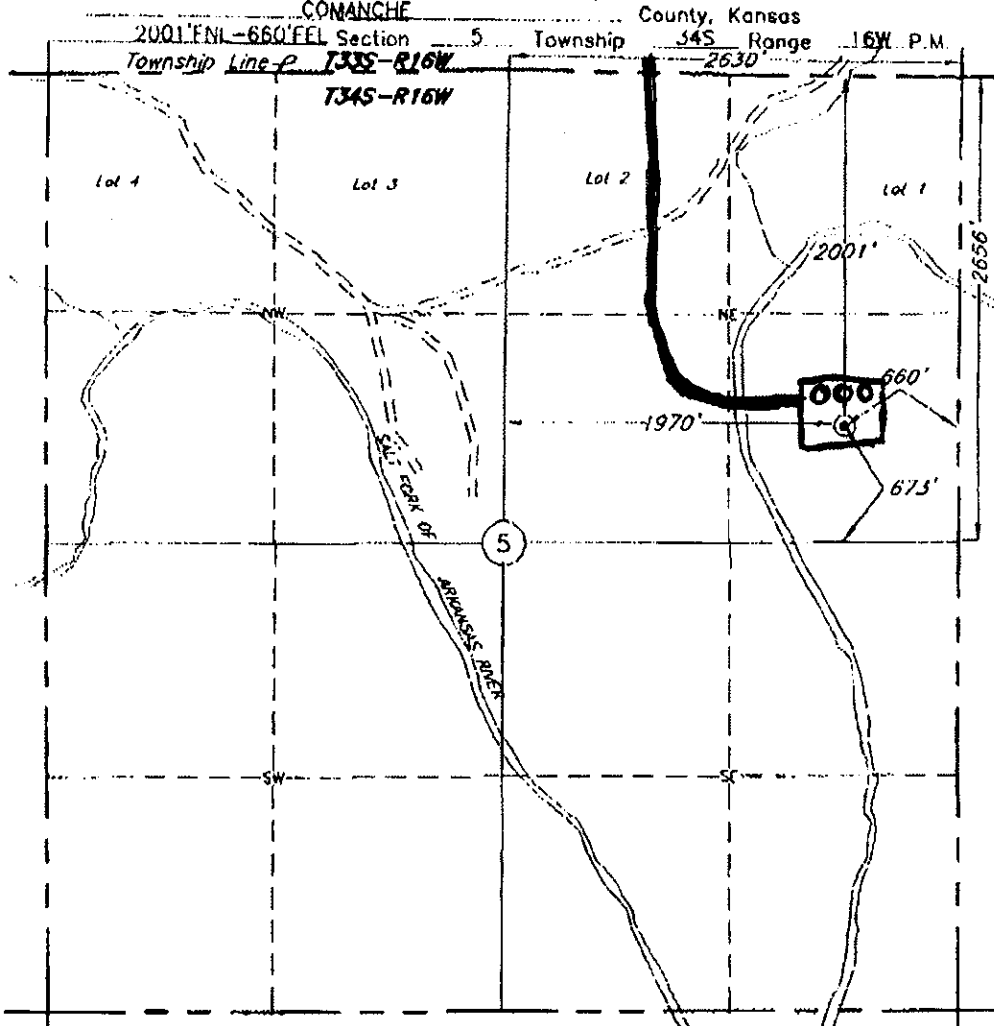 COMANCHE County, Kansas
2001'FNL-660'FEL Section 5 Township 34S Range 16W P.M.
Township Line T33S-R16W 2630'
T34S-R16W
Lot 4 Lot 3 Lot 2 Lot 1
2001'
2656'
NW NE
660'
1970'
673'
SALT FORK OF
5
ARKANSAS RIVER
SW SE